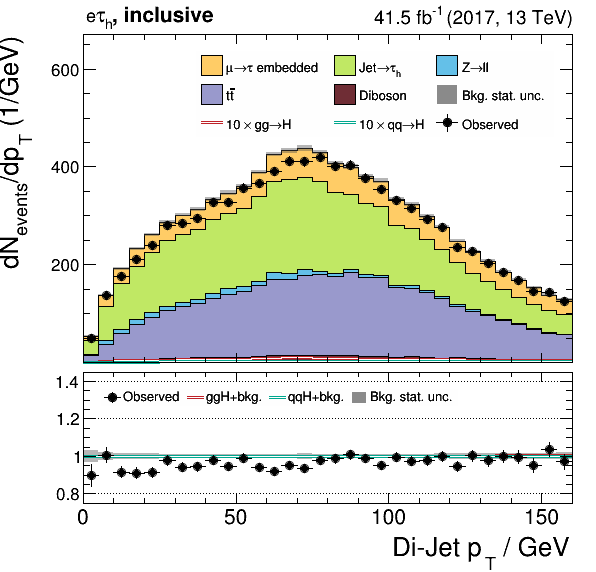 eτh, inclusive
41.5 fb-1 (2017, 13 TeV)
dNevents/dpT (1/GeV)
600
400
200
μ→τ embedded
Jet→τh
Z→ll
tt̄
Diboson
Bkg. stat. unc.
10 × gg→H
10 × qq→H
Observed
1.4
1.2
1
0.8
Observed
ggH+bkg.
qqH+bkg.
Bkg. stat. unc.
0
50
100
150
Di-Jet pT / GeV